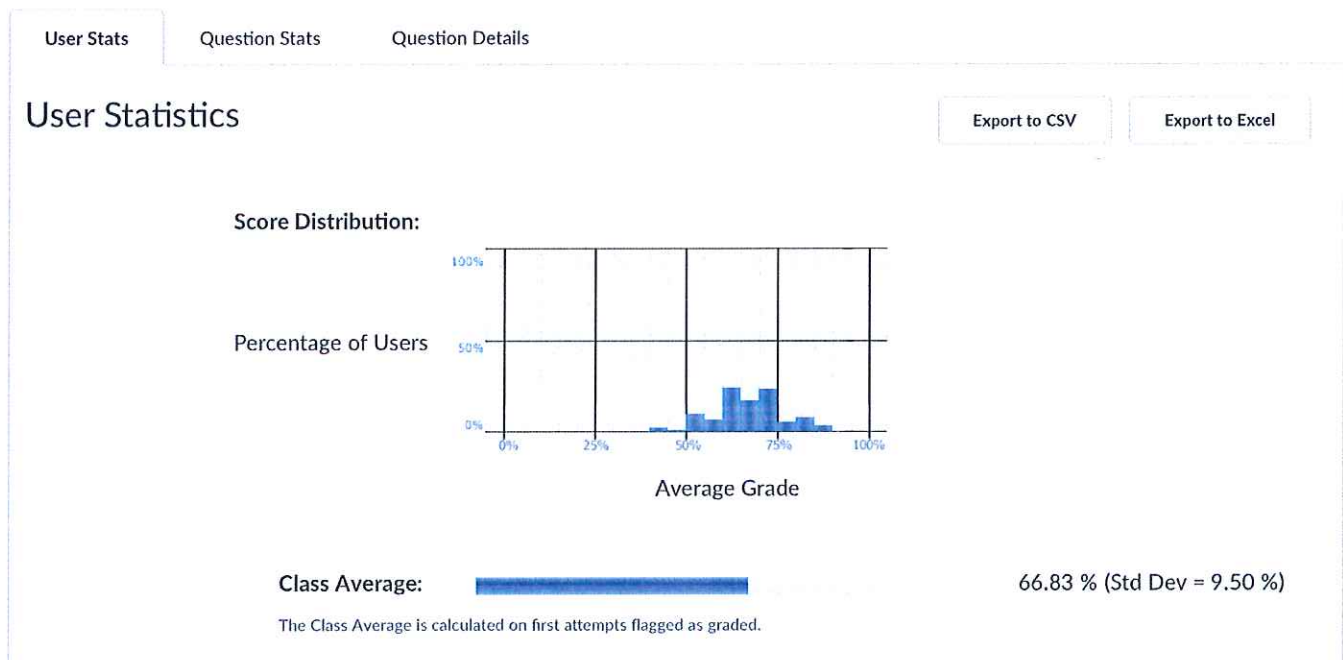 User Stats Question Stats Question Details
User Statistics
Export to CSV Export to Excel
Score Distribution:
100%
Percentage of Users 50%
0%
0% 25% 50% 75% 100%
Average Grade
Class Average: 66.83 % (Std Dev = 9.50 %)
The Class Average is calculated on first attempts flagged as graded.